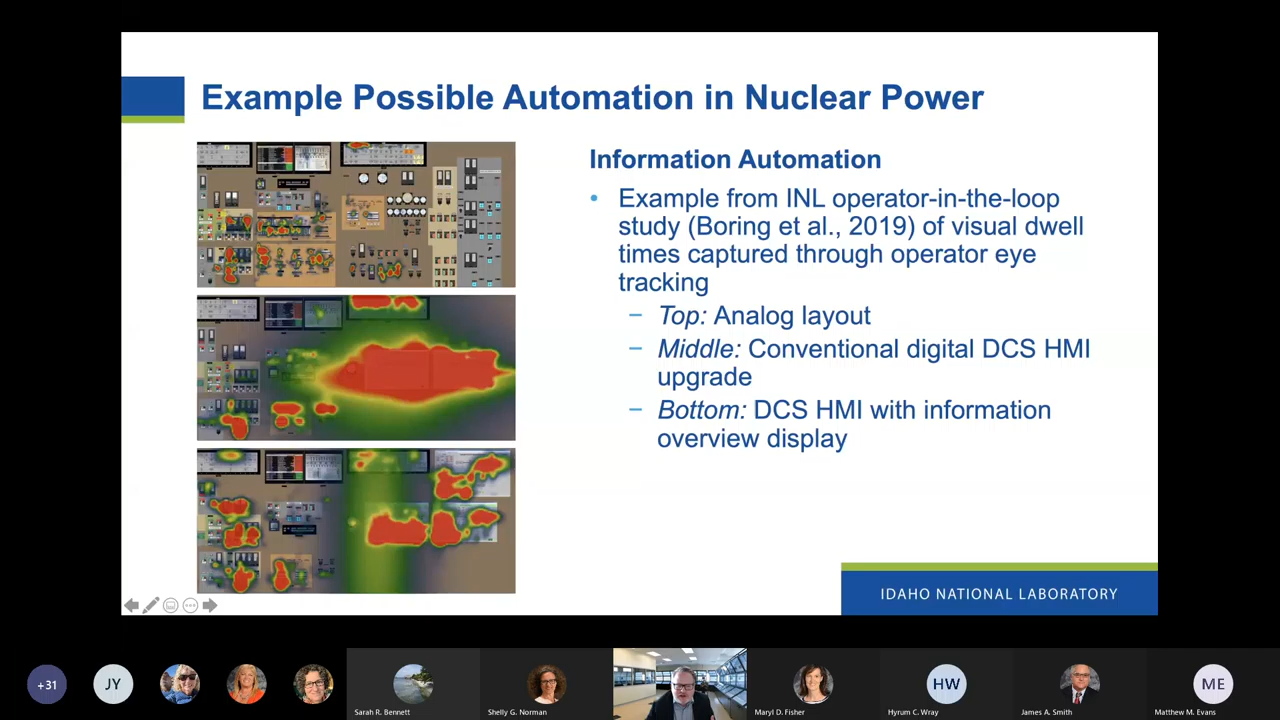 Example Possible Automation in Nuclear Power
Information Automation
• Example from INL operator-in-the-loop
study (Boring et al., 2019) of visual dwell
times captured through operator eye
tracking
– Top: Analog layout
– Middle: Conventional digital DCS HMI
upgrade
– Bottom: DCS HMI with information
overview display
IDAHO NATIONAL LABORATORY
+31
JY
Sarah R. Bennett
Shelly G. Norman
Maryl D. Fisher
HW
Hyrum C. Wray
James A. Smith
ME
Matthew M. Evans